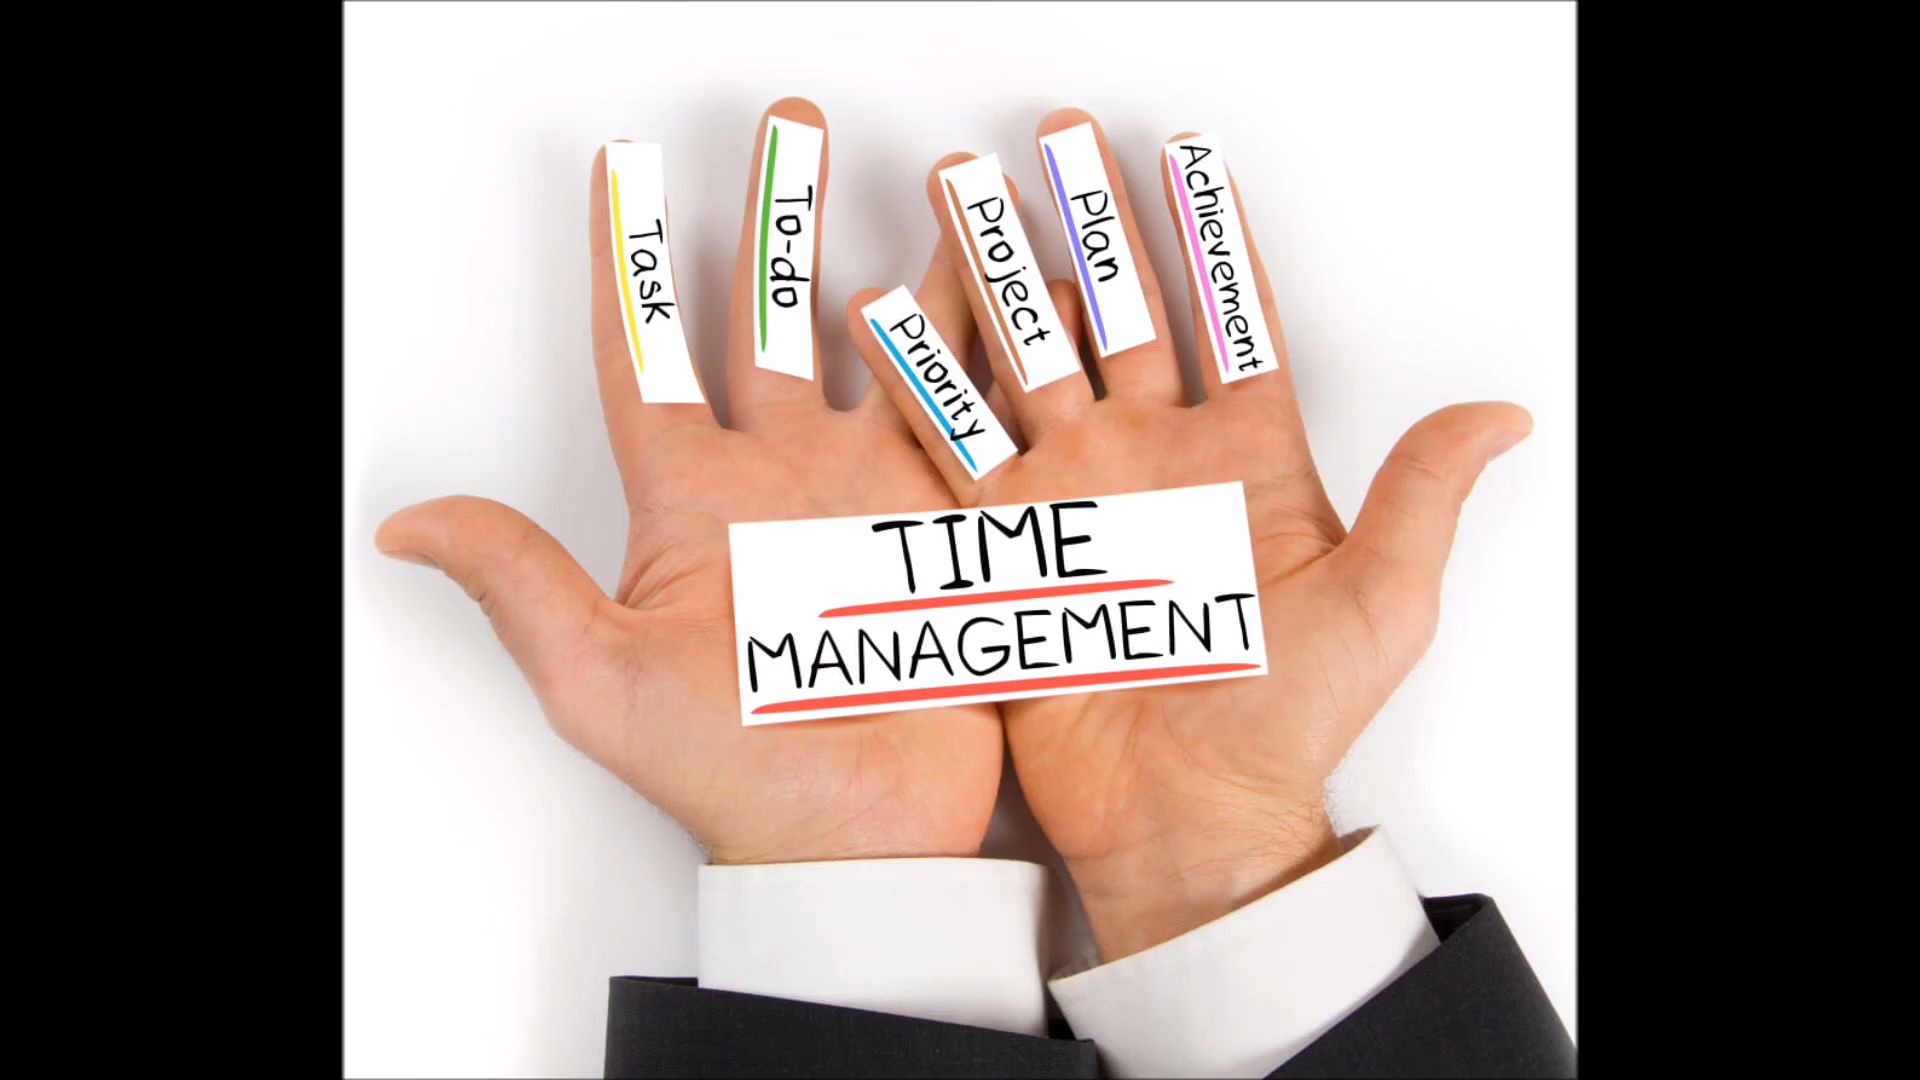 Task
To-do
Priority
Project
Plan
Achievement
TIME
MANAGEMENT